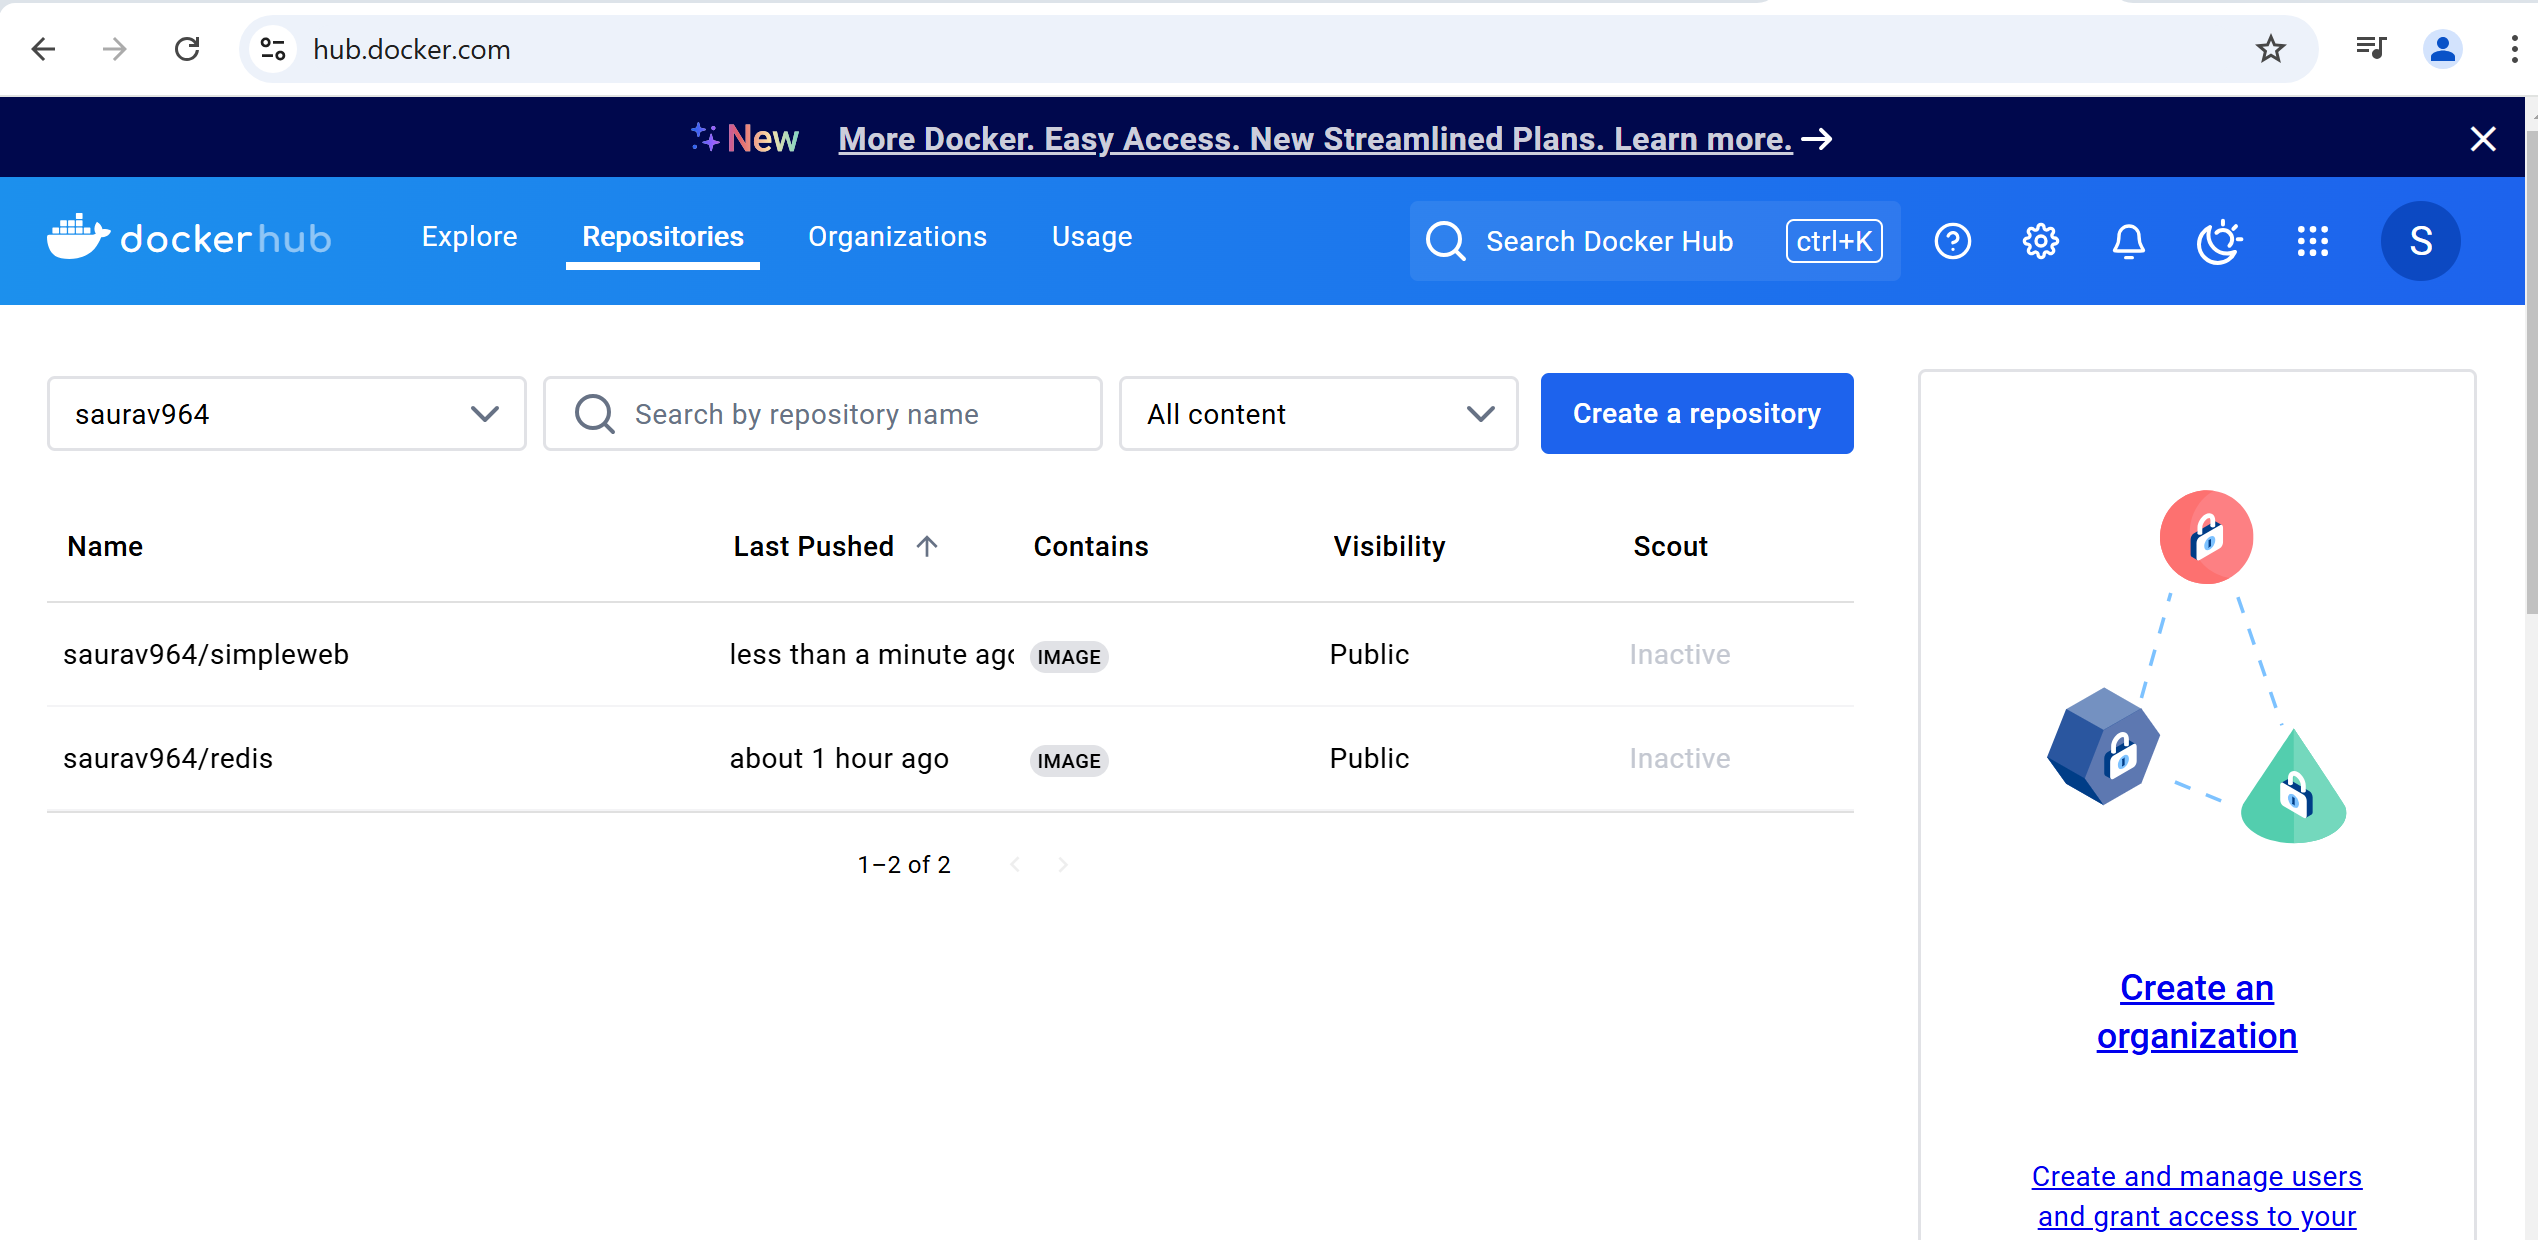 hub.docker.com
New More Docker. Easy Access. New Streamlined Plans. Learn more. →
docker hub Explore Repositories Organizations Usage Search Docker Hub ctrl+K S
saurav964 Search by repository name All content Create a repository
Name Last Pushed ↑ Contains Visibility Scout
saurav964/simpleweb less than a minute ago IMAGE Public Inactive
saurav964/redis about 1 hour ago IMAGE Public Inactive
1–2 of 2
Create an
organization
Create and manage users
and grant access to your